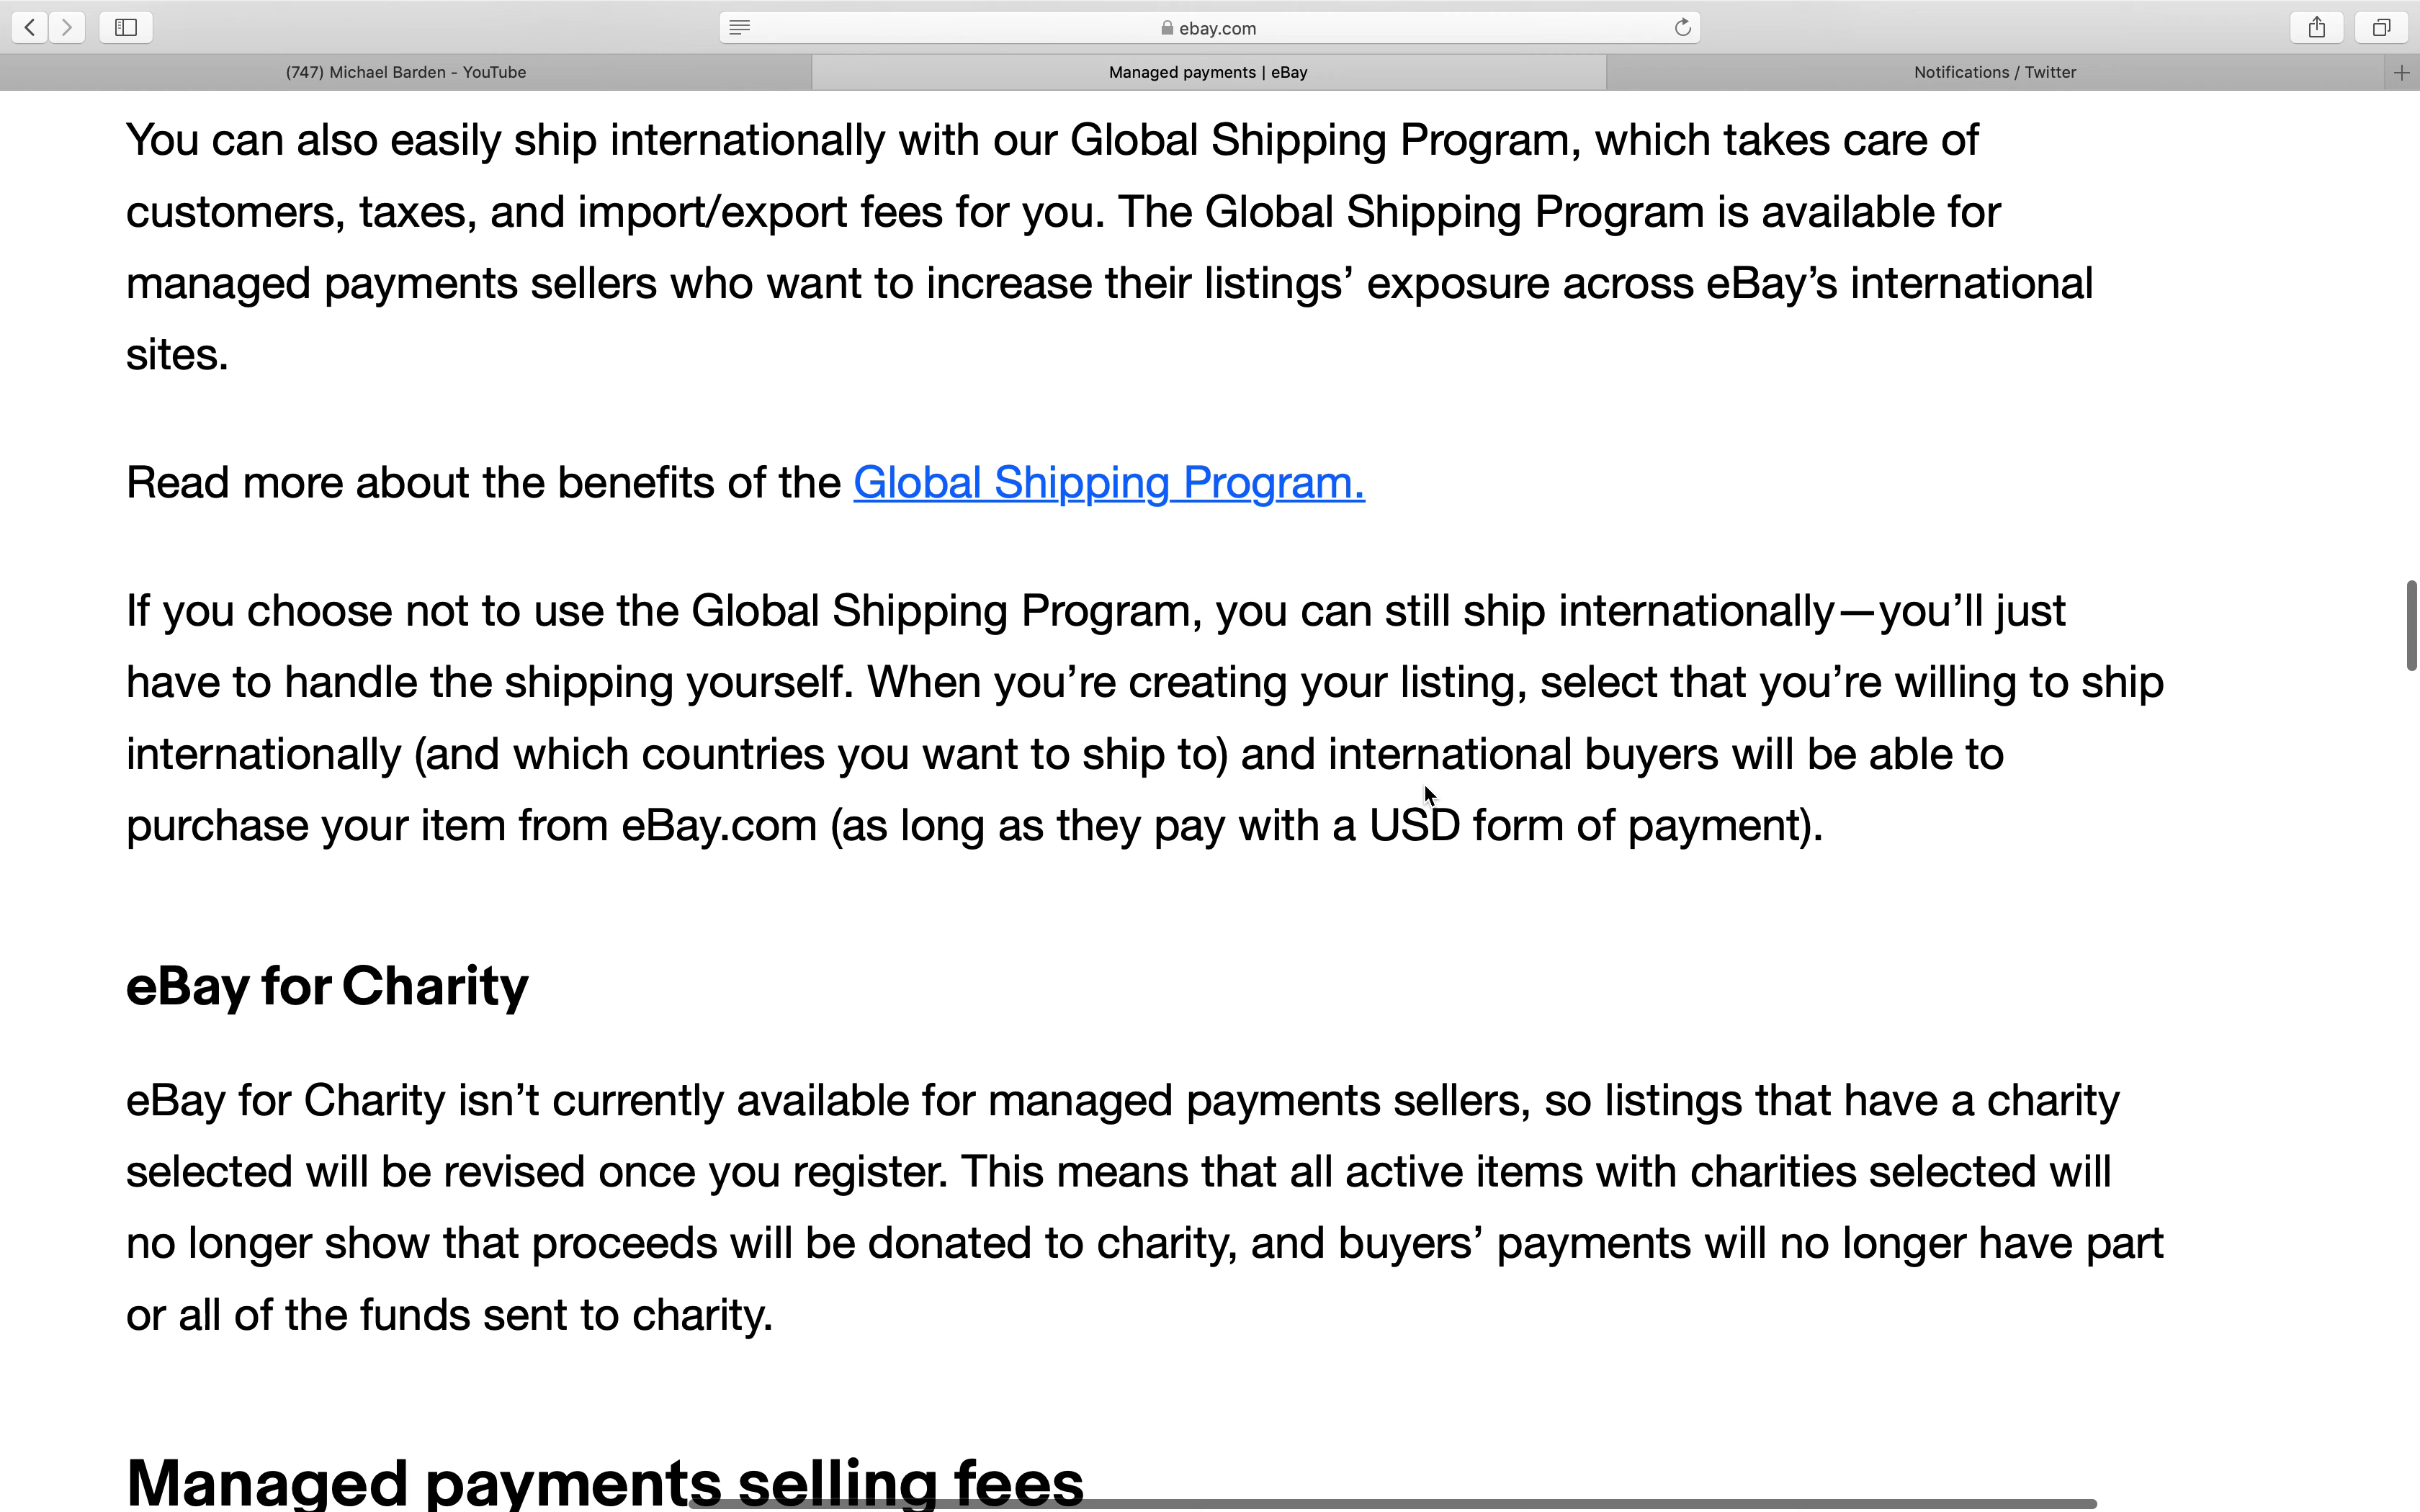 ebay.com
(747) Michael Barden - YouTube
Managed payments | eBay
Notifications / Twitter
You can also easily ship internationally with our Global Shipping Program, which takes care of
customers, taxes, and import/export fees for you. The Global Shipping Program is available for
managed payments sellers who want to increase their listings’ exposure across eBay’s international
sites.
Read more about the benefits of the Global Shipping Program.
If you choose not to use the Global Shipping Program, you can still ship internationally—you’ll just
have to handle the shipping yourself. When you’re creating your listing, select that you’re willing to ship
internationally (and which countries you want to ship to) and international buyers will be able to
purchase your item from eBay.com (as long as they pay with a USD form of payment).
eBay for Charity
eBay for Charity isn’t currently available for managed payments sellers, so listings that have a charity
selected will be revised once you register. This means that all active items with charities selected will
no longer show that proceeds will be donated to charity, and buyers’ payments will no longer have part
or all of the funds sent to charity.
Managed payments selling fees